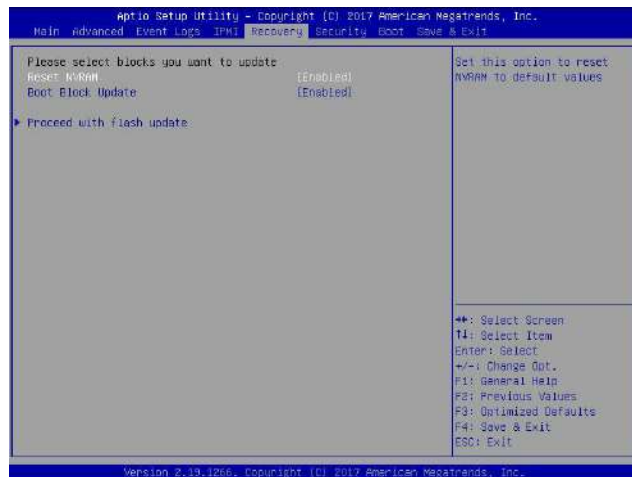 Aptio Setup Utility - Copyright (C) 2017 American Megatrends, Inc.
Main Advanced Event Logs IPMI Recovery Security Boot Save & Exit
Please select blocks you want to update
Reset NVRAM [Enabled]
Boot Block Update [Enabled]
Proceed with flash update
Set this option to reset
NVRAM to default values
→←: Select Screen
↑↓: Select Item
Enter: Select
+/-: Change Opt.
F1: General Help
F2: Previous Values
F3: Optimized Defaults
F4: Save & Exit
ESC: Exit
Version 2.19.1266. Copyright (C) 2017 American Megatrends, Inc.